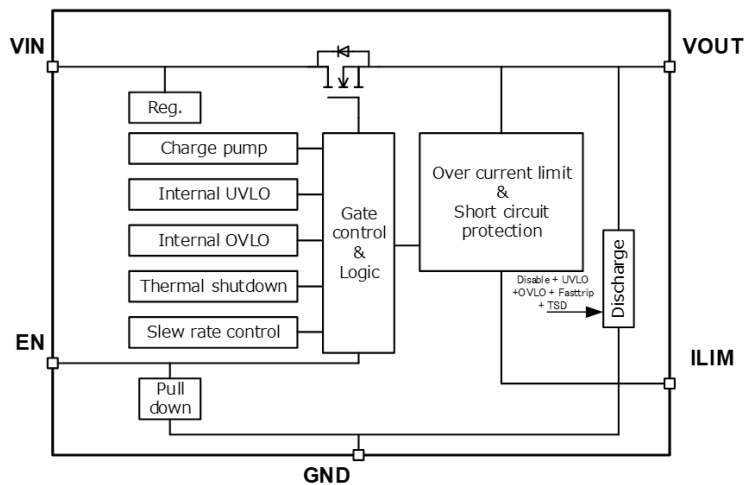 VIN
VOUT
Reg.
Charge pump
Internal UVLO
Internal OVLO
Thermal shutdown
Slew rate control
Gate
control
&
Logic
Over current limit
&
Short circuit
protection
Disable + UVLO
+OVLO + Fasttrip
+ TSD
Discharge
EN
Pull
down
ILIM
GND